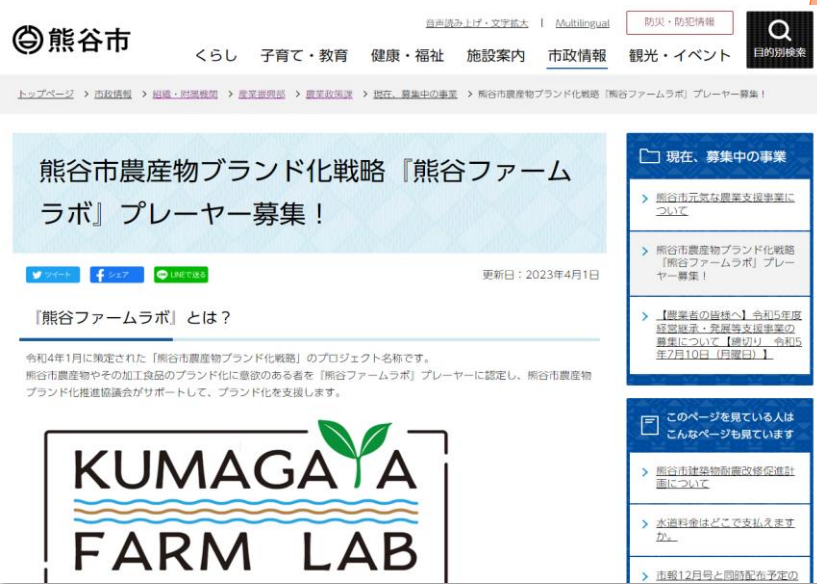 熊谷市
音声読み上げ・文字拡大 | Multilingual
防災・防犯情報
目的別検索
くらし 子育て・教育 健康・福祉 施設案内 市政情報 観光・イベント
トップページ > 市政情報 > 組織・附属機関 > 産業振興部 > 農業政策課 > 現在、募集中の事業 > 熊谷市農産物ブランド化戦略『熊谷ファームラボ』プレーヤー募集！
熊谷市農産物ブランド化戦略『熊谷ファーム
ラボ』プレーヤー募集！
ツイート シェア LINEで送る
更新日：2023年4月1日
『熊谷ファームラボ』とは？
令和4年1月に策定された「熊谷市農産物ブランド化戦略」のプロジェクト名称です。
熊谷市農産物やその加工食品のブランド化に意欲のある者を『熊谷ファームラボ』プレーヤーに認定し、熊谷市農産物
ブランド化推進協議会がサポートして、ブランド化を支援します。
KUMAGAYA
FARM LAB
現在、募集中の事業
熊谷市元気な農業支援事業に
ついて
熊谷市農産物ブランド化戦略
『熊谷ファームラボ』プレー
ヤー募集！
【農業者の皆様へ】令和5年度
経営継承・発展等支援事業の
募集について【締切り 令和5
年7月10日（月曜日）】
このページを見ている人は
こんなページも見ています
熊谷市建築物耐震改修促進計
画について
水道料金はどこで支払えます
か。
市報12月号と同時配布予定の